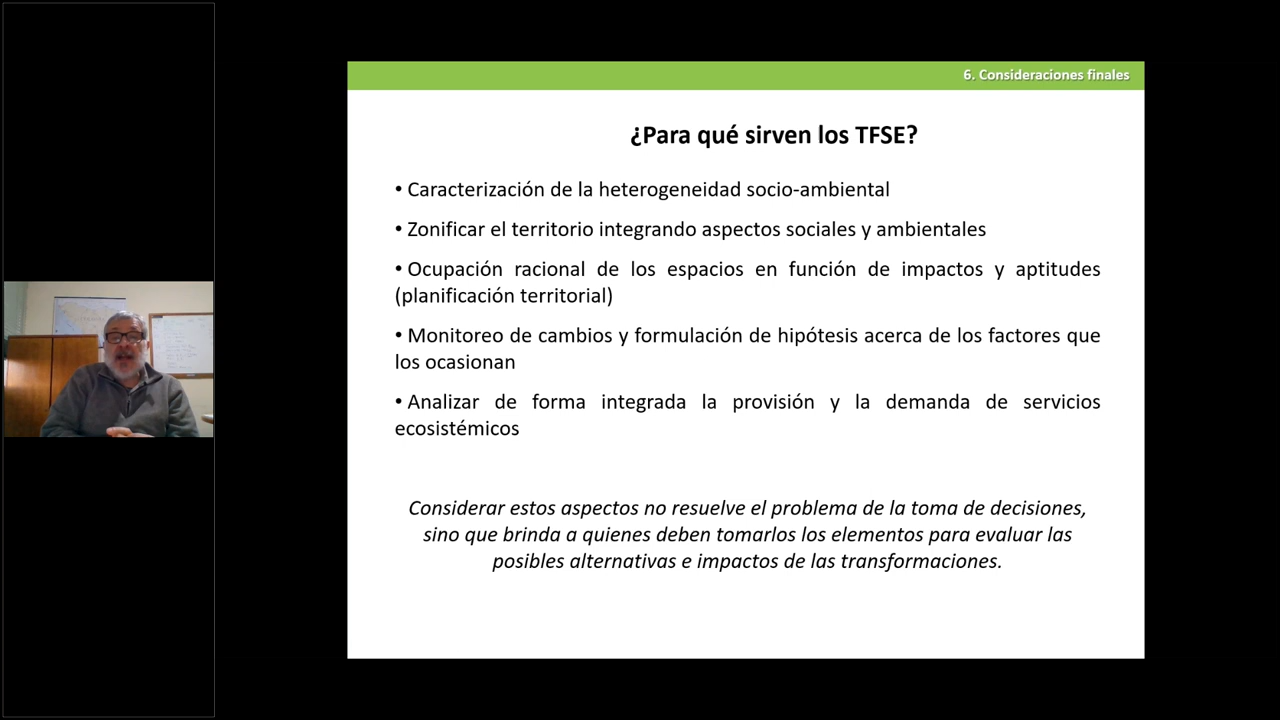 6. Consideraciones finales
¿Para qué sirven los TFSE?
• Caracterización de la heterogeneidad socio-ambiental
• Zonificar el territorio integrando aspectos sociales y ambientales
• Ocupación racional de los espacios en función de impactos y aptitudes
(planificación territorial)
• Monitoreo de cambios y formulación de hipótesis acerca de los factores que
los ocasionan
• Analizar de forma integrada la provisión y la demanda de servicios
ecosistémicos
Considerar estos aspectos no resuelve el problema de la toma de decisiones,
sino que brinda a quienes deben tomarlos los elementos para evaluar las
posibles alternativas e impactos de las transformaciones.